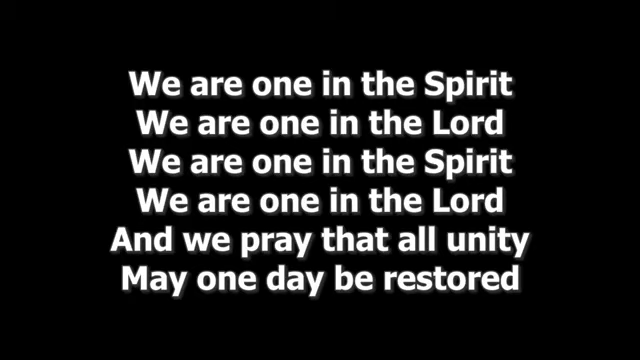 We are one in the Spirit
We are one in the Lord
We are one in the Spirit
We are one in the Lord
And we pray that all unity
May one day be restored